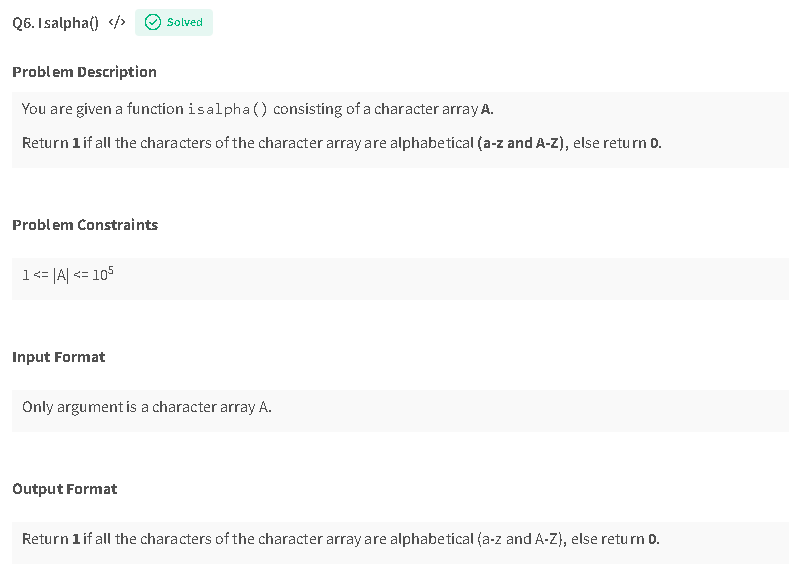 Q6. Isalpha() </> Solved
Problem Description
You are given a function isalpha() consisting of a character array A.
Return 1 if all the characters of the character array are alphabetical (a-z and A-Z), else return 0.
Problem Constraints
1 <= |A| <= 10⁵
Input Format
Only argument is a character array A.
Output Format
Return 1 if all the characters of the character array are alphabetical (a-z and A-Z), else return 0.